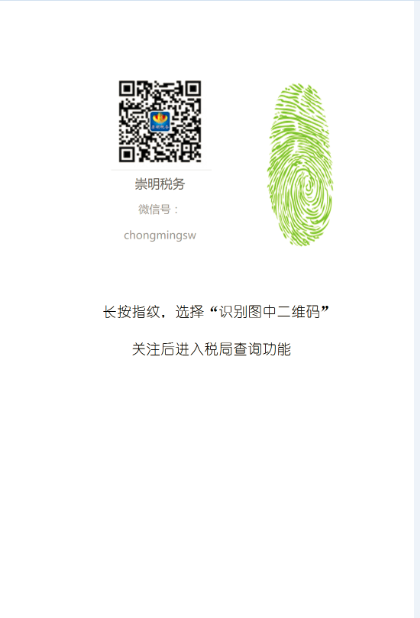 崇明税务
微信号：
chongmingsw
长按指纹，选择“识别图中二维码”
关注后进入税局查询功能